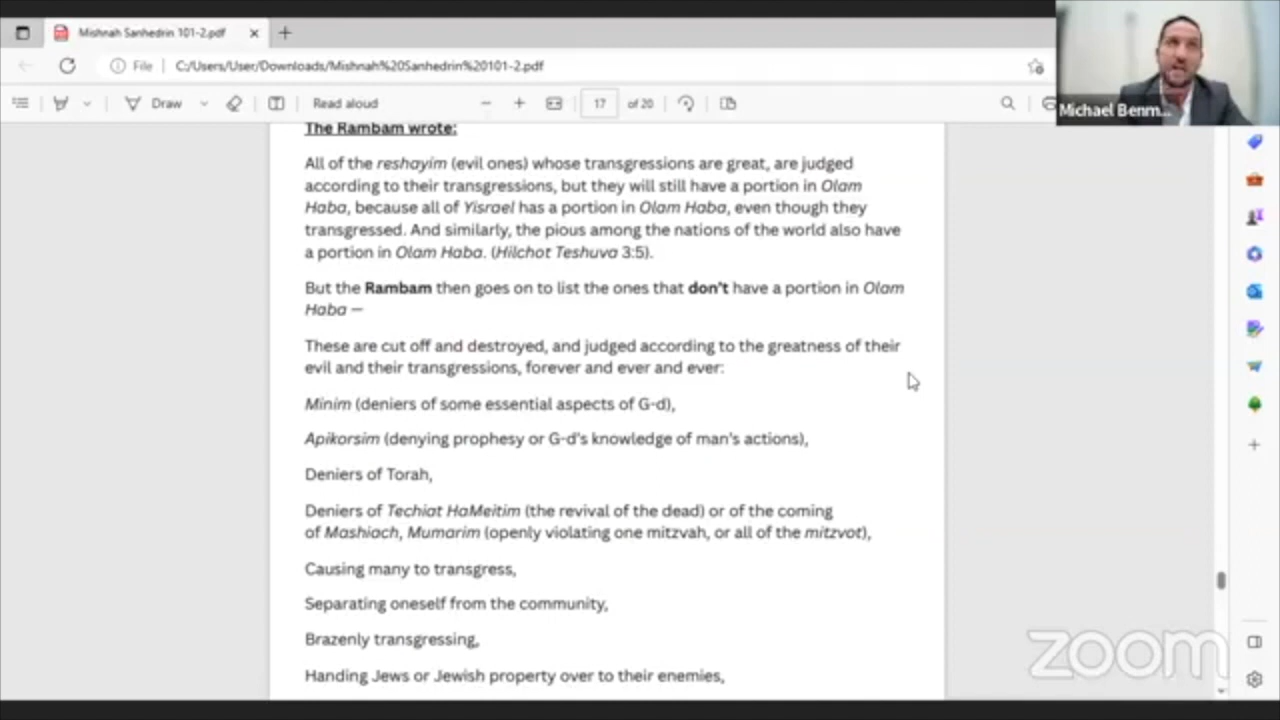 Mishnah Sanhedrin 101-2.pdf
File
C:/Users/User/Downloads/Mishnah%20Sanhedrin%20101-2.pdf
Draw
Read aloud
17
of 20
Michael Benm...
The Rambam wrote:
All of the reshayim (evil ones) whose transgressions are great, are judged
according to their transgressions, but they will still have a portion in Olam
Haba, because all of Yisrael has a portion in Olam Haba, even though they
transgressed. And similarly, the pious among the nations of the world also have
a portion in Olam Haba. (Hilchot Teshuva 3:5).
But the Rambam then goes on to list the ones that don't have a portion in Olam
Haba —
These are cut off and destroyed, and judged according to the greatness of their
evil and their transgressions, forever and ever and ever:
Minim (deniers of some essential aspects of G-d),
Apikorsim (denying prophesy or G-d's knowledge of man's actions),
Deniers of Torah,
Deniers of Techiat HaMeitim (the revival of the dead) or of the coming
of Mashiach, Mumarim (openly violating one mitzvah, or all of the mitzvot),
Causing many to transgress,
Separating oneself from the community,
Brazenly transgressing,
Handing Jews or Jewish property over to their enemies,
zoom